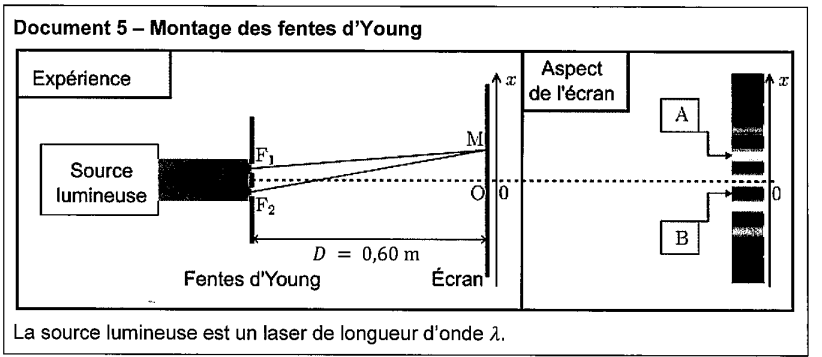 Document 5 – Montage des fentes d'Young
Expérience
Source
lumineuse
F₁
F₂
M
x
O
0
D = 0,60 m
Fentes d'Young
Écran
Aspect
de l'écran
A
B
x
0
La source lumineuse est un laser de longueur d'onde λ.